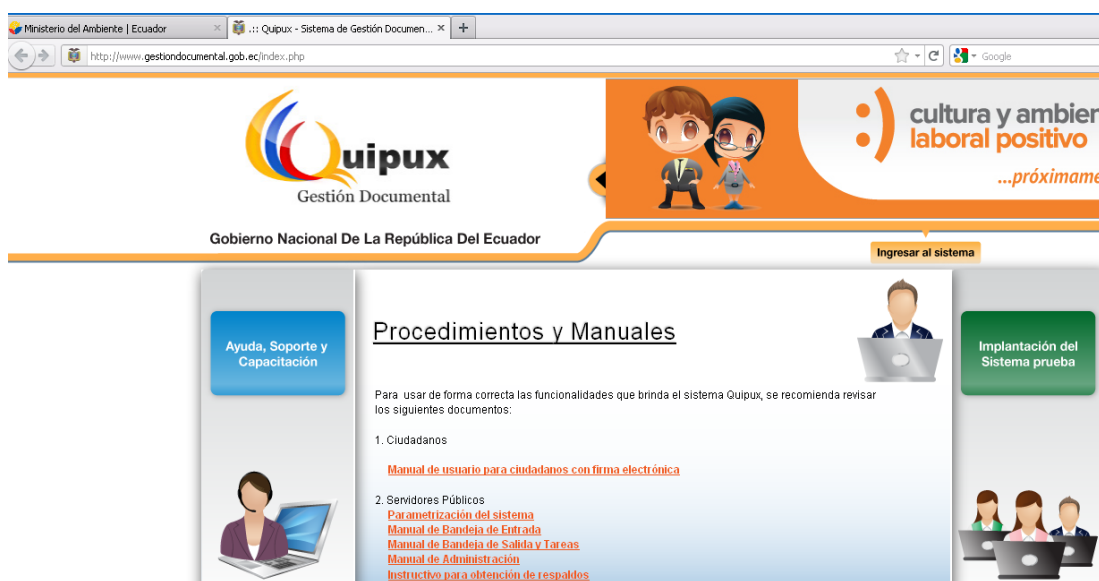 Ministerio del Ambiente | Ecuador
.:: Quipux - Sistema de Gestión Documen...
http://www.gestiondocumental.gob.ec/index.php
Google
Quipux
Gestión Documental
Gobierno Nacional De La República Del Ecuador
:) cultura y ambien
laboral positivo
...próximame
Ingresar al sistema
Ayuda, Soporte y
Capacitación
Procedimientos y Manuales
Para usar de forma correcta las funcionalidades que brinda el sistema Quipux, se recomienda revisar
los siguientes documentos:
1. Ciudadanos
Manual de usuario para ciudadanos con firma electrónica
2. Servidores Públicos
Parametrización del sistema
Manual de Bandeja de Entrada
Manual de Bandeja de Salida y Tareas
Manual de Administración
Instructivo para obtención de respaldos
Implantación del
Sistema prueba